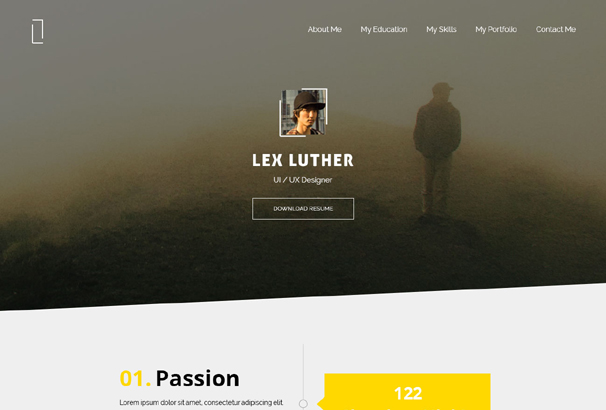 About Me My Education My Skills My Portfolio Contact Me
LEX LUTHER
UI / UX Designer
DOWNLOAD RESUME
01. Passion
122
Lorem ipsum dolor sit amet, consectetur adipiscing elit.